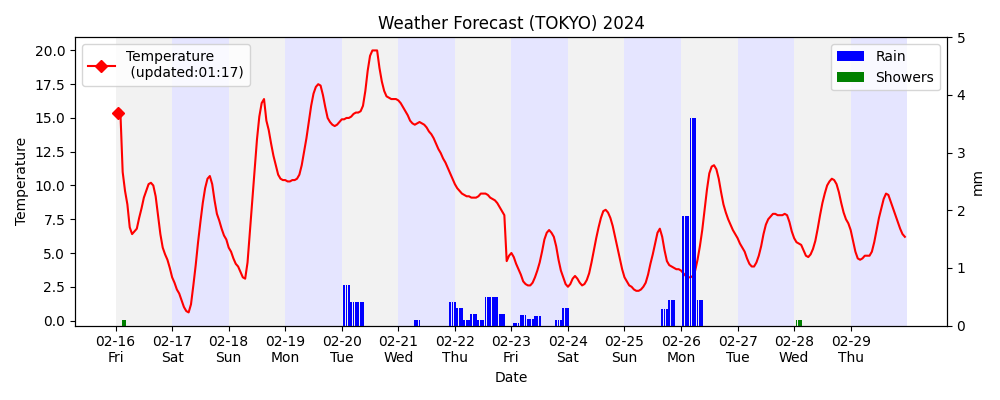 Weather Forecast (TOKYO) 2024
Temperature
(updated:01:17)
Rain
Showers
Temperature
20.0
17.5
15.0
12.5
10.0
7.5
5.0
2.5
0.0
5
4
3
2
1
0
mm
02-16 02-17 02-18 02-19 02-20 02-21 02-22 02-23 02-24 02-25 02-26 02-27 02-28 02-29
Fri Sat Sun Mon Tue Wed Thu Fri Sat Sun Mon Tue Wed Thu
Date